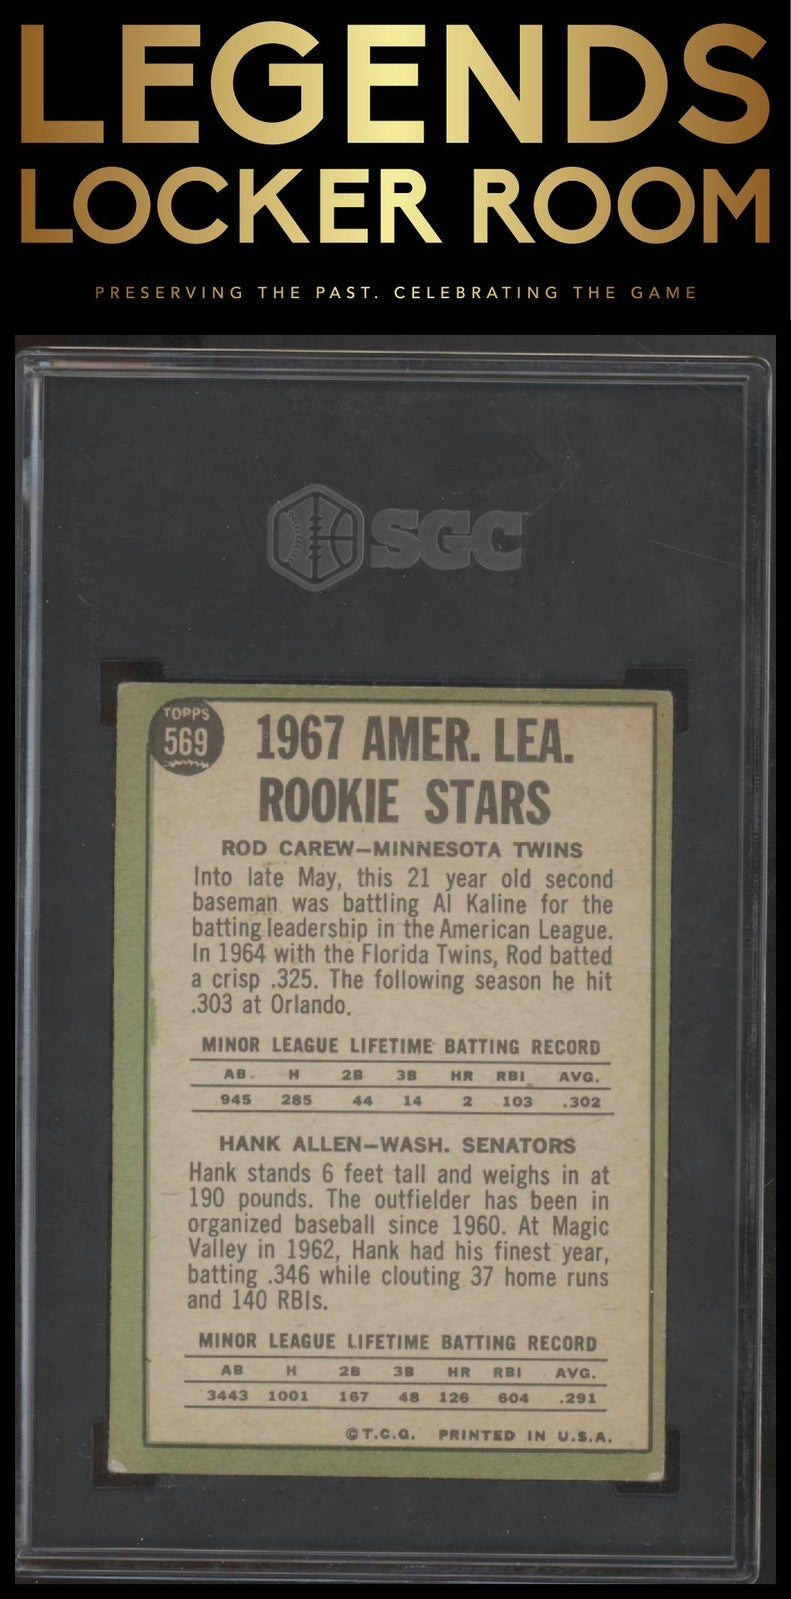 LEGENDS
LOCKER ROOM
PRESERVING THE PAST. CELEBRATING THE GAME
SGC
TOPPS
569
1967 AMER. LEA.
ROOKIE STARS
ROD CAREW—MINNESOTA TWINS
Into late May, this 21 year old second
baseman was battling Al Kaline for the
batting leadership in the American League.
In 1964 with the Florida Twins, Rod batted
a crisp .325. The following season he hit
.303 at Orlando.
MINOR LEAGUE LIFETIME BATTING RECORD
AB. H 2B 3B HR RBI AVG.
945 285 44 14 2 103 .302
HANK ALLEN—WASH. SENATORS
Hank stands 6 feet tall and weighs in at
190 pounds. The outfielder has been in
organized baseball since 1960. At Magic
Valley in 1962, Hank had his finest year,
batting .346 while clouting 37 home runs
and 140 RBIs.
MINOR LEAGUE LIFETIME BATTING RECORD
AB H 2B 3B HR RBI AVG.
3443 1001 167 48 126 604 .291
©T.C.G. PRINTED IN U.S.A.